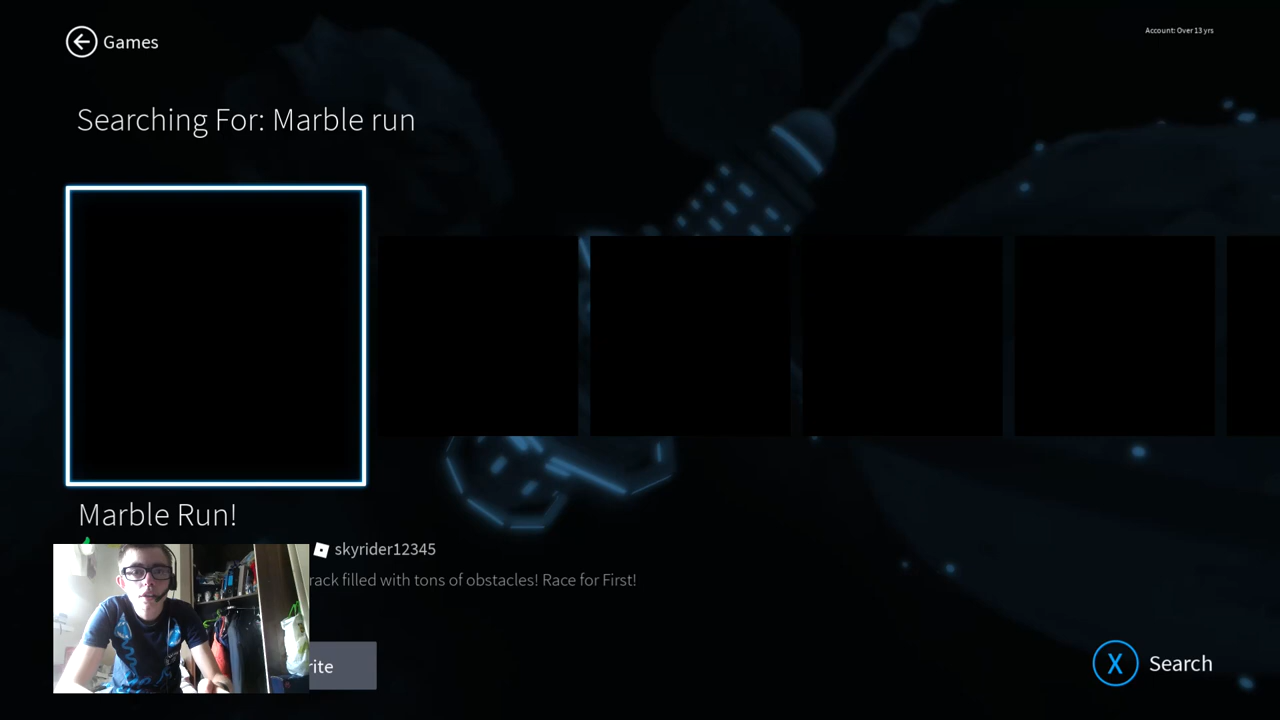 Games
Account: Over 13 yrs
Searching For: Marble run
Marble Run!
skyrider12345
rack filled with tons of obstacles! Race for First!
rite
X Search